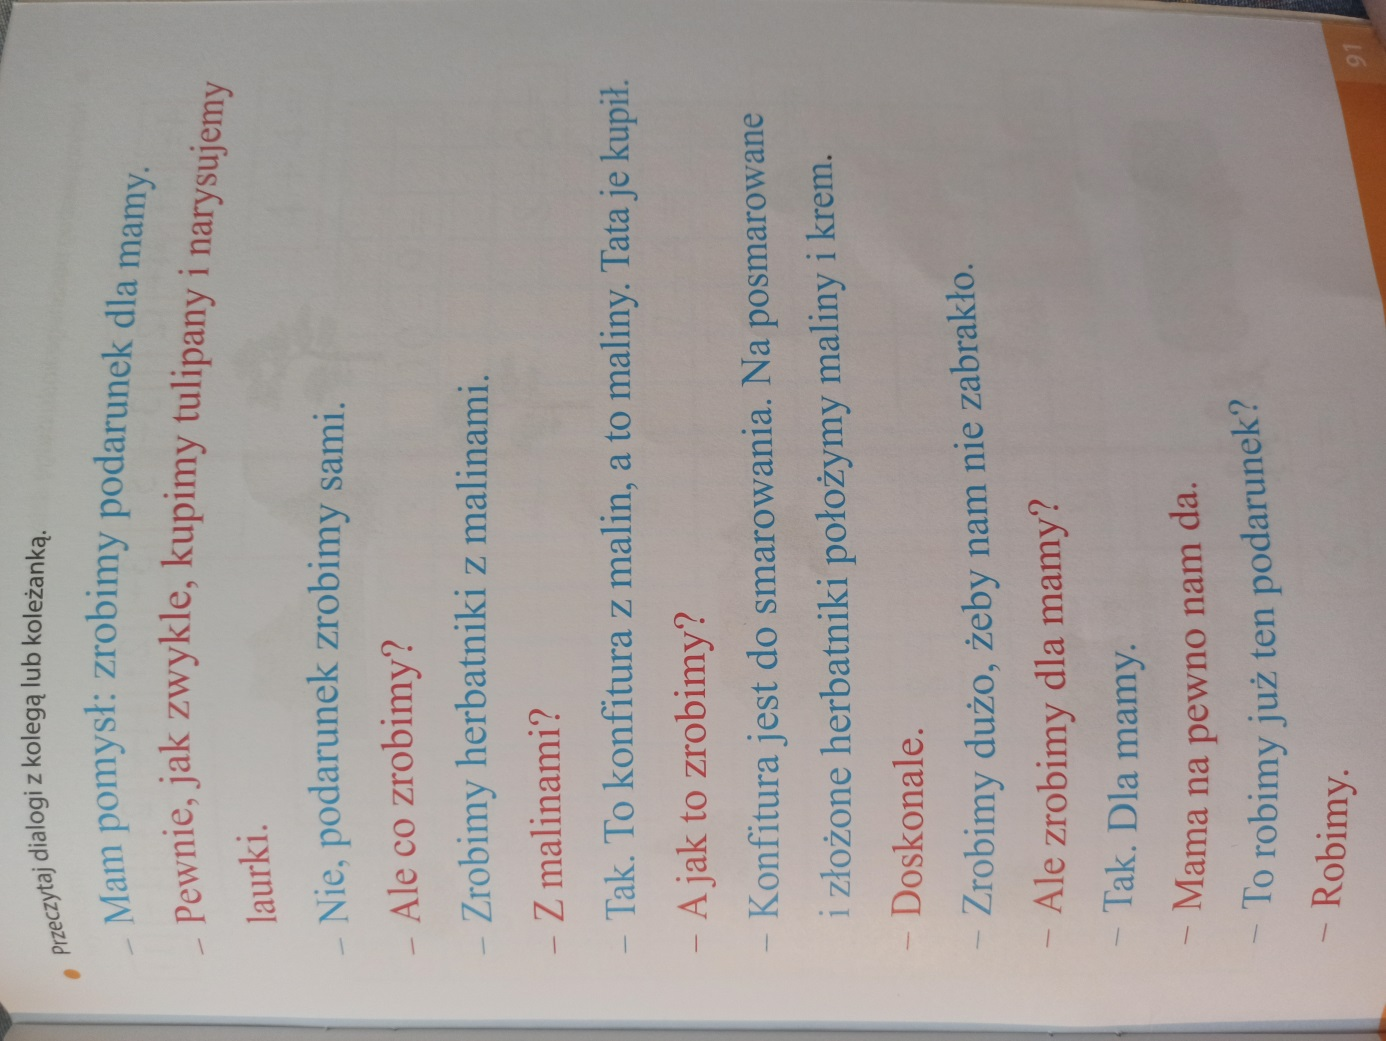 • Przeczytaj dialogi z kolegą lub koleżanką.
– Mam pomysł: zrobimy podarunek dla mamy.
– Pewnie, jak zwykle, kupimy tulipany i narysujemy
laurki.
– Nie, podarunek zrobimy sami.
– Ale co zrobimy?
– Zrobimy herbatniki z malinami.
– Z malinami?
– Tak. To konfitura z malin, a to maliny. Tata je kupił.
– A jak to zrobimy?
– Konfitura jest do smarowania. Na posmarowane
i złożone herbatniki położymy maliny i krem.
– Doskonale.
– Zrobimy dużo, żeby nam nie zabrakło.
– Ale zrobimy dla mamy?
– Tak. Dla mamy.
– Mama na pewno nam da.
– To robimy już ten podarunek?
– Robimy.
91